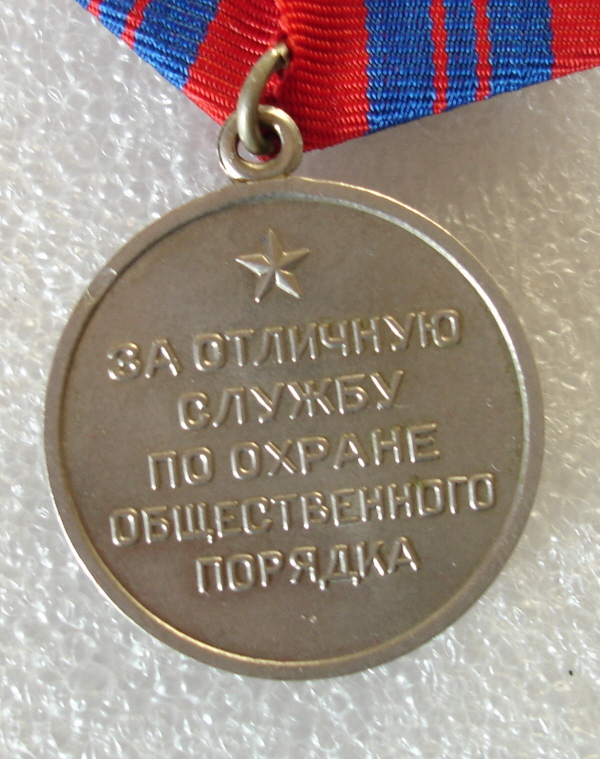 ЗА ОТЛИЧНУЮ
СЛУЖБУ
ПО ОХРАНЕ
ОБЩЕСТВЕННОГО
ПОРЯДКА